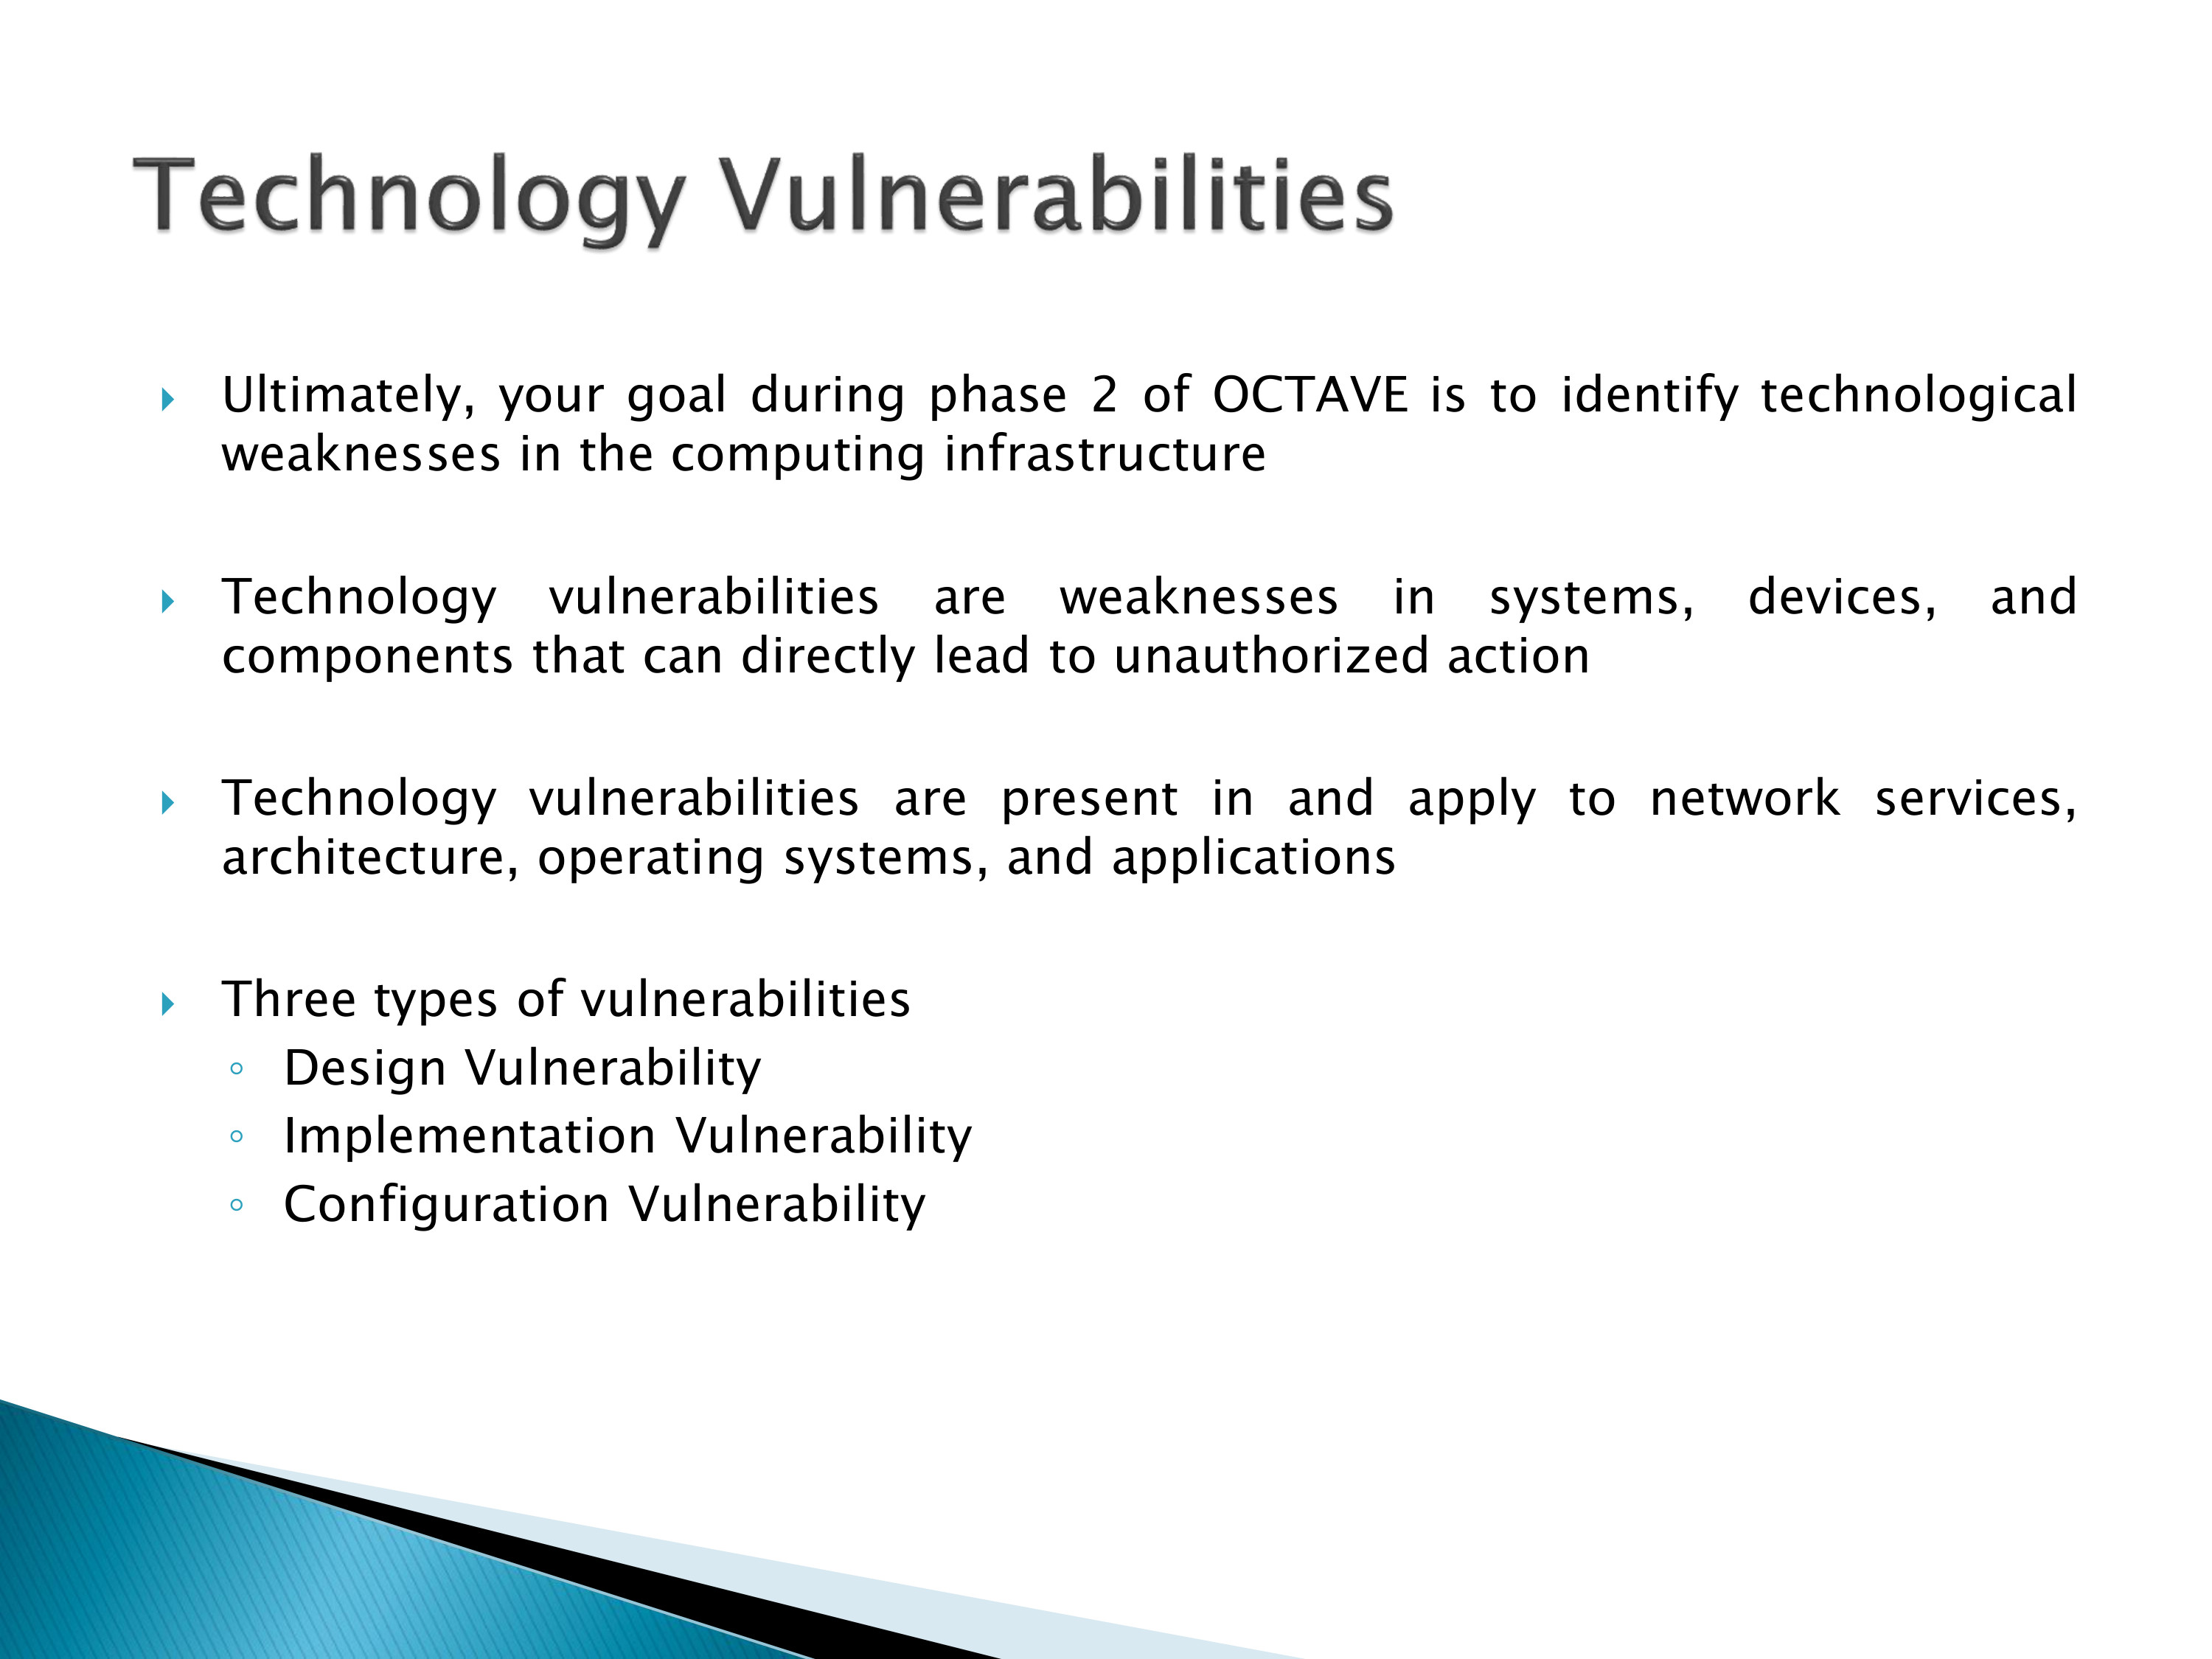 Technology Vulnerabilities
Ultimately, your goal during phase 2 of OCTAVE is to identify technological
weaknesses in the computing infrastructure
Technology vulnerabilities are weaknesses in systems, devices, and
components that can directly lead to unauthorized action
Technology vulnerabilities are present in and apply to network services,
architecture, operating systems, and applications
Three types of vulnerabilities
Design Vulnerability
Implementation Vulnerability
Configuration Vulnerability